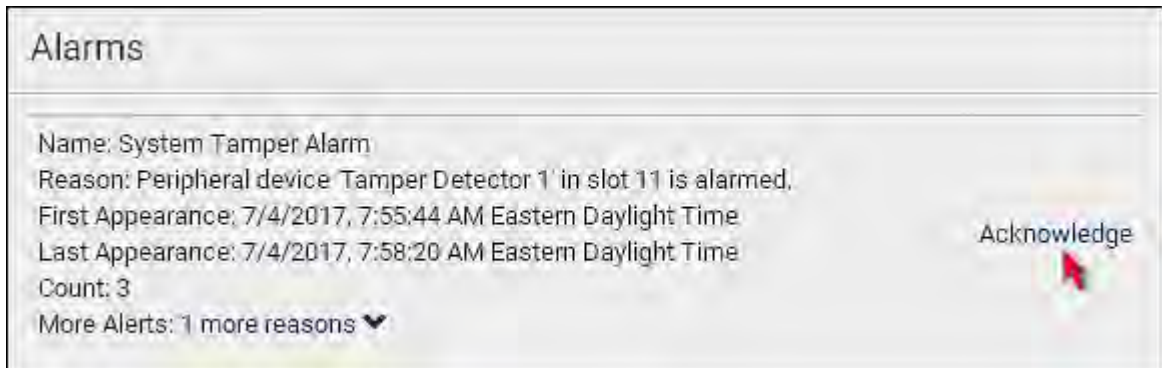 Alarms
Name: System Tamper Alarm
Reason: Peripheral device 'Tamper Detector 1' in slot 11 is alarmed.
First Appearance: 7/4/2017, 7:55:44 AM Eastern Daylight Time
Last Appearance: 7/4/2017, 7:58:20 AM Eastern Daylight Time
Acknowledge
Count: 3
More Alerts: 1 more reasons